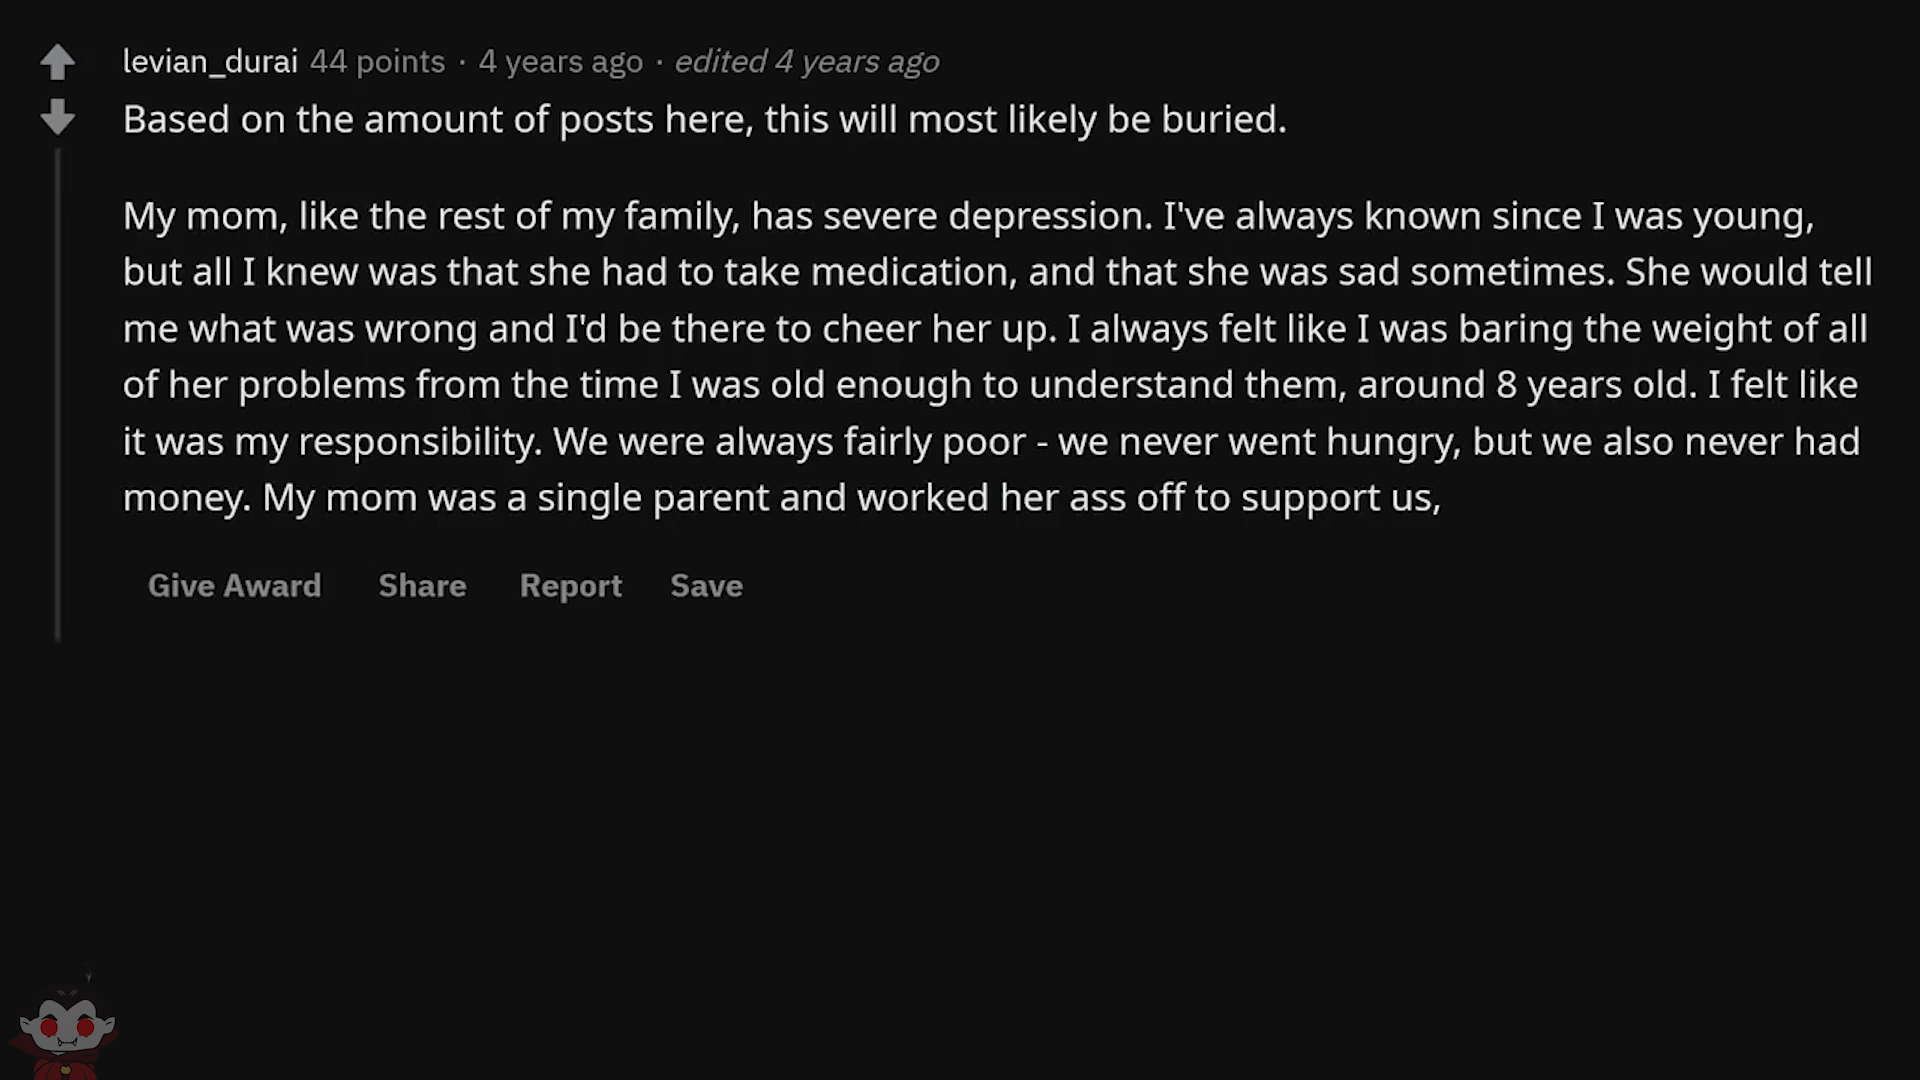 levian_durai 44 points · 4 years ago · edited 4 years ago
Based on the amount of posts here, this will most likely be buried.
My mom, like the rest of my family, has severe depression. I've always known since I was young,
but all I knew was that she had to take medication, and that she was sad sometimes. She would tell
me what was wrong and I'd be there to cheer her up. I always felt like I was baring the weight of all
of her problems from the time I was old enough to understand them, around 8 years old. I felt like
it was my responsibility. We were always fairly poor - we never went hungry, but we also never had
money. My mom was a single parent and worked her ass off to support us,
Give Award Share Report Save